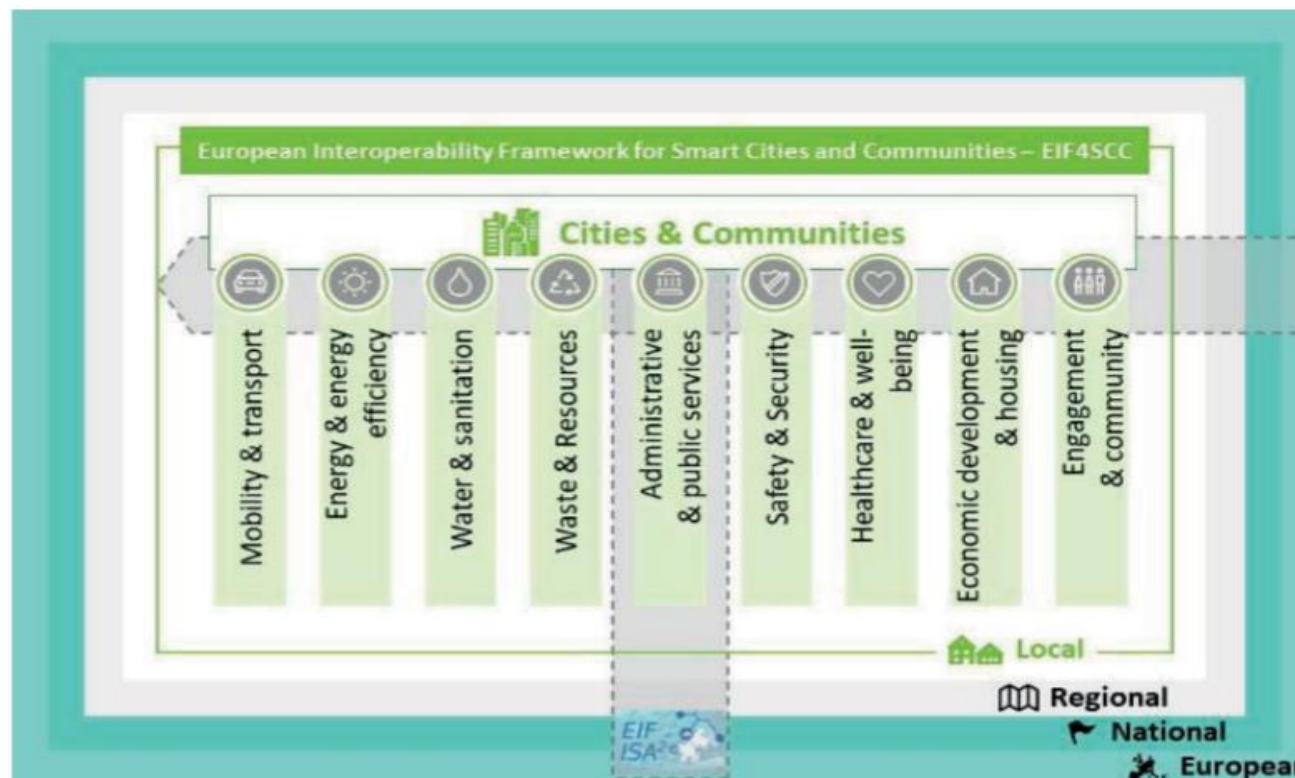 European Interoperability Framework for Smart Cities and Communities – EIF4SCC
Cities & Communities
Mobility & transport
Energy & energy
efficiency
Water & sanitation
Waste & Resources
Administrative
& public services
Safety & Security
Healthcare & well-
being
Economic development
& housing
Engagement
& community
Local
Regional
National
European
EIF
ISA²